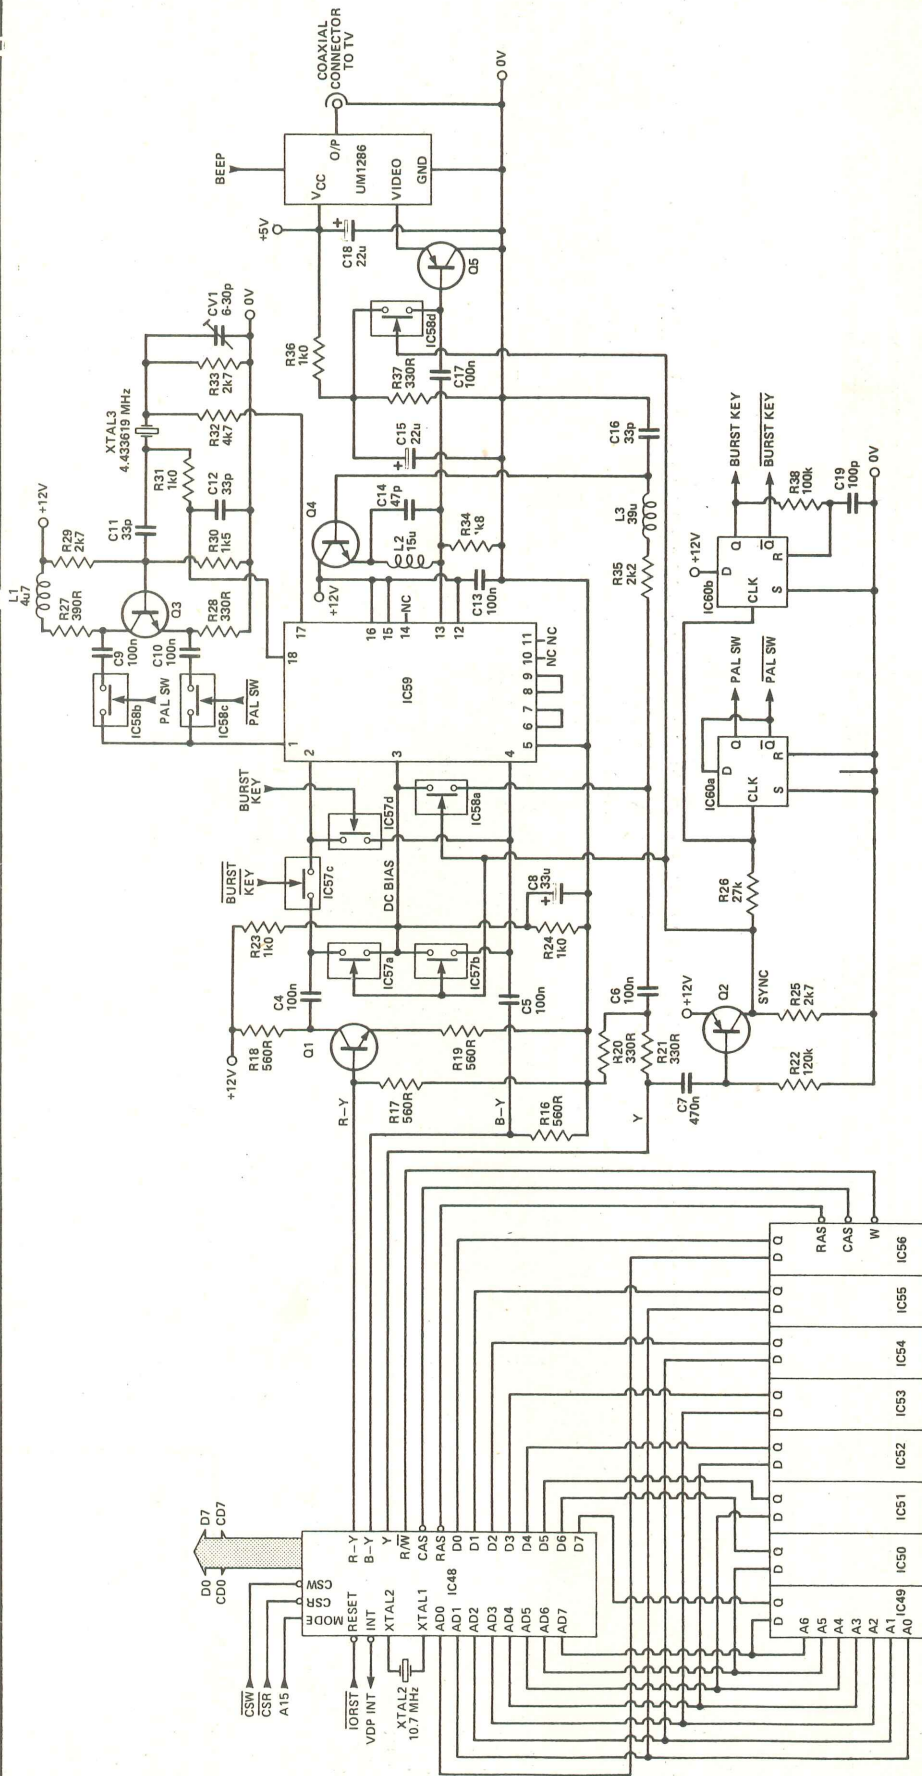 COAXIAL
CONNECTOR
TO TV
0V
BEEP
O/P
VCC
UM1286
VIDEO
GND
+5V
+
C18
22u
Q5
IC58d
R36
1k0
R37
330R
C17
100n
+
C15
22u
C16
33p
XTAL3
4.433619 MHz
CV1
6-30p
R33
2k7
0V
R32
4k7
R31
1k0
C12
33p
C11
33p
R30
1k5
+12V
R29
2k7
L1
4u7
R27
390R
Q3
R28
330R
C9
100n
C10
100n
IC58b
PAL SW
IC58c
PAL SW
Q4
C14
47p
L2
15u
R34
1k8
+12V
C13
100n
L3
39u
R35
2k2
18
17
16
15
14
NC
13
12
11
NC
10
NC
9
8
7
6
5
4
3
2
1
IC59
BURST
KEY
IC57d
IC58a
BURST
KEY
IC57c
DC BIAS
R23
1k0
C8
33u
+
R24
1k0
IC57a
IC57b
C4
100n
C5
100n
C6
100n
+12V
R18
560R
Q1
R19
560R
R20
330R
R21
330R
R17
560R
R16
560R
R-Y
B-Y
Y
C7
470n
+12V
Q2
SYNC
R25
2k7
R22
120k
R26
27k
IC60a
D
Q
CLK
Q
S
R
PAL SW
PAL SW
+12V
IC60b
D
Q
CLK
Q
S
R
BURST KEY
BURST KEY
R38
100k
C19
100p
0V
D0
D7
CD0
CD7
CSW
CSR
A15
CSW
CSR
MODE
IORST
VDP INT
RESET
INT
XTAL2
XTAL1
XTAL2
10.7 MHz
IC48
AD0
AD1
AD2
AD3
AD4
AD5
AD6
AD7
R-Y
B-Y
Y
R/W
CAS
RAS
D0
D1
D2
D3
D4
D5
D6
D7
A6
A5
A4
A3
A2
A1
A0
D
Q
IC49
D
Q
IC50
D
Q
IC51
D
Q
IC52
D
Q
IC53
D
Q
IC54
D
Q
IC55
D
Q
IC56
RAS
CAS
W